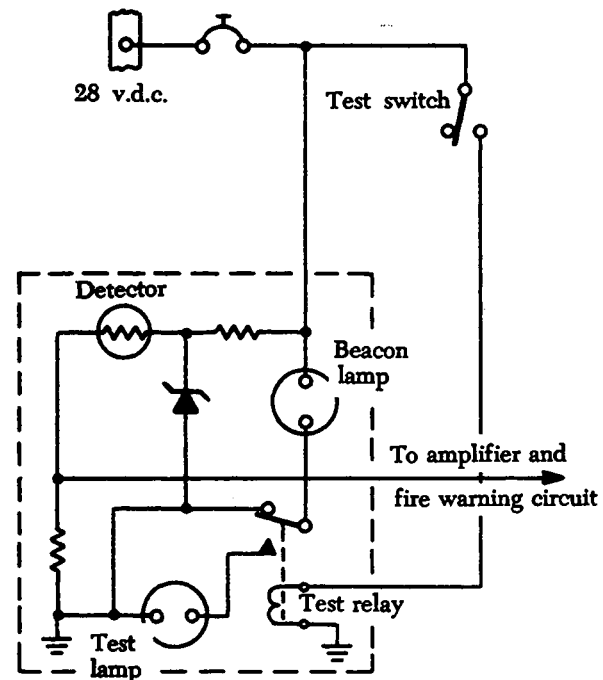 28 v.d.c.
Test switch
Detector
Beacon
lamp
To amplifier and
fire warning circuit
Test relay
Test
lamp